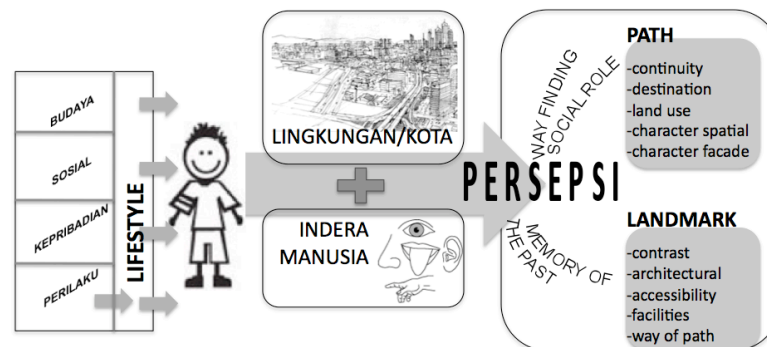 BUDAYA
SOSIAL
KEPRIBADIAN
PERILAKU
LIFESTYLE
LINGKUNGAN/KOTA
INDERA
MANUSIA
PERSEPSI
WAY FINDING
SOCIAL ROLE
MEMORY OF
THE PAST
PATH
-continuity
-destination
-land use
-character spatial
-character facade
LANDMARK
-contrast
-architectural
-accessibility
-facilities
-way of path